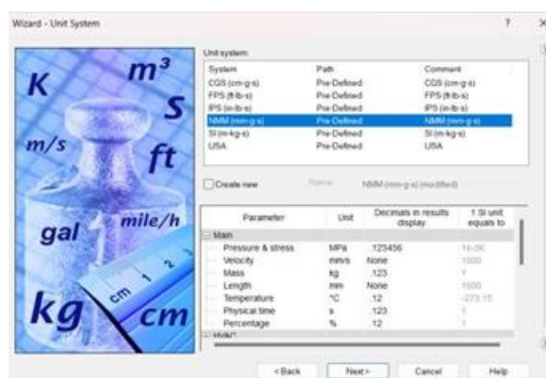 Wizard - Unit System ? X
K
m³
S
m/s
ft
gal
mile/h
kg
cm 1 2 3
cm
Unit system:
System Path Comment
CGS (cm-g-s) Pre-Defined CGS (cm-g-s)
FPS (ft-lb-s) Pre-Defined FPS (ft-lb-s)
IPS (in-lb-s) Pre-Defined IPS (in-lb-s)
NMM (mm-g-s) Pre-Defined NMM (mm-g-s)
SI (m-kg-s) Pre-Defined SI (m-kg-s)
USA Pre-Defined USA
Create new Name: NMM (mm-g-s) (modified)
Parameter Unit Decimals in results display 1 SI unit equals to
Main
Pressure & stress MPa .123456 1e-06
Velocity mm/s None 1000
Mass kg .123 1
Length mm None 1000
Temperature °C .12 -273.15
Physical time s .123 1
Percentage % .12 1
< Back Next > Cancel Help